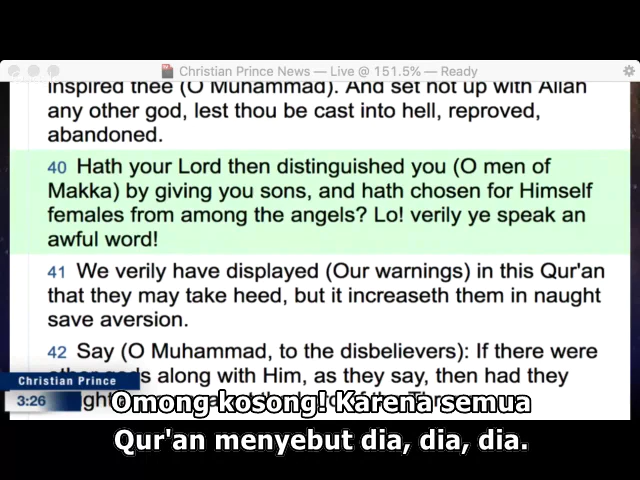 Christian Prince News — Live @ 151.5% — Ready
inspired thee (O Muhammad). And set not up with Allah
any other god, lest thou be cast into hell, reproved,
abandoned.
40 Hath your Lord then distinguished you (O men of
Makka) by giving you sons, and hath chosen for Himself
females from among the angels? Lo! verily ye speak an
awful word!
41 We verily have displayed (Our warnings) in this Qur'an
that they may take heed, but it increaseth them in naught
save aversion.
42 Say (O Muhammad, to the disbelievers): If there were
along with Him, as they say, then had they
Christian Prince
3:26
Omong kosong! Karena semua
Qur'an menyebut dia, dia, dia.